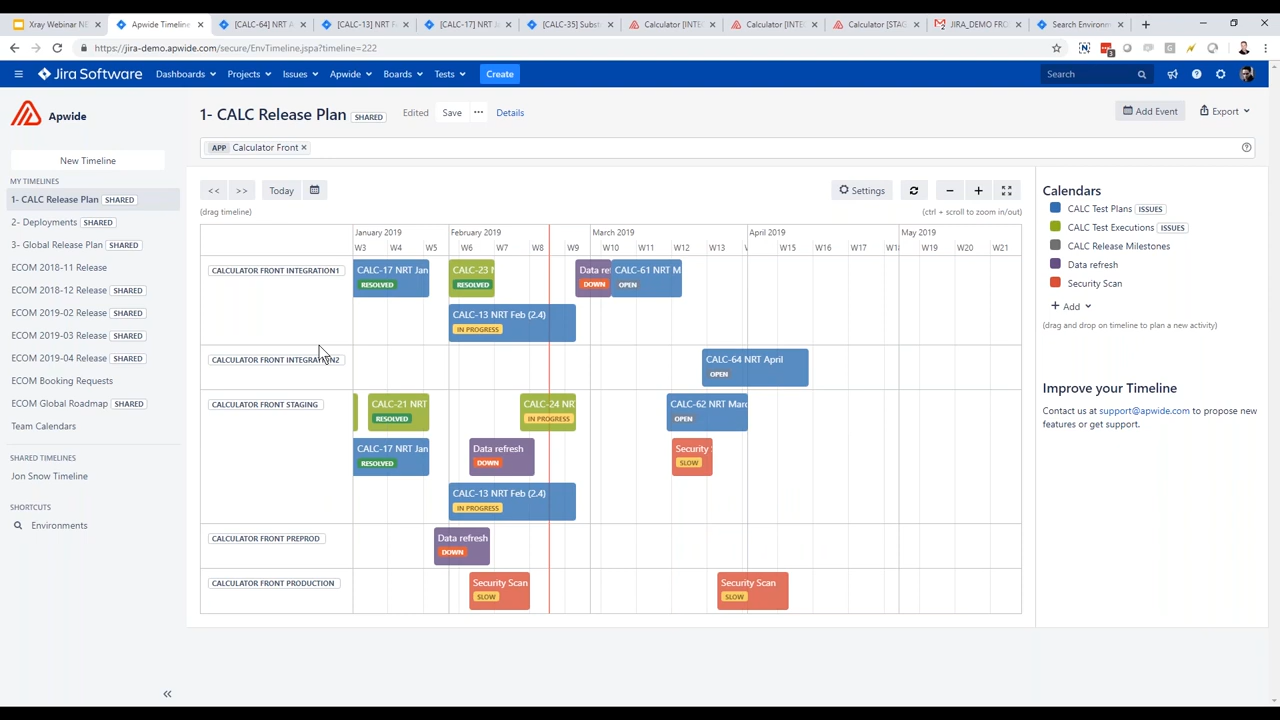 Xray Webinar NE
Apwide Timeline
[CALC-64] NRT A
[CALC-13] NRT F
[CALC-17] NRT Ja
[CALC-35] Subst
Calculator [INTE
Calculator [INTE
Calculator [STAG
JIRA_DEMO FRO
Search Environm
https://jira-demo.apwide.com/secure/EnvTimeline.jspa?timeline=222
3
Jira Software
Dashboards
Projects
Issues
Apwide
Boards
Tests
Create
Search
Apwide
1- CALC Release Plan SHARED
Edited
Save
Details
Add Event
Export
APP Calculator Front
New Timeline
MY TIMELINES
1- CALC Release Plan SHARED
2- Deployments SHARED
3- Global Release Plan SHARED
ECOM 2018-11 Release
ECOM 2018-12 Release SHARED
ECOM 2019-02 Release SHARED
ECOM 2019-03 Release SHARED
ECOM 2019-04 Release SHARED
ECOM Booking Requests
ECOM Global Roadmap SHARED
Team Calendars
SHARED TIMELINES
Jon Snow Timeline
SHORTCUTS
Environments
<<
>>
Today
Settings
(drag timeline)
(ctrl + scroll to zoom in/out)
January 2019
February 2019
March 2019
April 2019
May 2019
W3 W4 W5 W6 W7 W8 W9 W10 W11 W12 W13 W15 W16 W17 W19 W20 W21
CALCULATOR FRONT INTEGRATION1
CALC-17 NRT Jan
RESOLVED
CALC-23
RESOLVED
Data re
DOWN
CALC-61 NRT M
OPEN
CALC-13 NRT Feb (2.4)
IN PROGRESS
CALCULATOR FRONT INTEGRATION2
CALC-64 NRT April
OPEN
CALCULATOR FRONT STAGING
CALC-21 NRT
RESOLVED
CALC-24 NR
IN PROGRESS
CALC-62 NRT Marc
OPEN
CALC-17 NRT Jan
RESOLVED
Data refresh
DOWN
Security
SLOW
CALC-13 NRT Feb (2.4)
IN PROGRESS
CALCULATOR FRONT PREPROD
Data refresh
DOWN
CALCULATOR FRONT PRODUCTION
Security Scan
SLOW
Security Scan
SLOW
Calendars
CALC Test Plans ISSUES
CALC Test Executions ISSUES
CALC Release Milestones
Data refresh
Security Scan
+ Add
(drag and drop on timeline to plan a new activity)
Improve your Timeline
Contact us at support@apwide.com to propose new
features or get support.